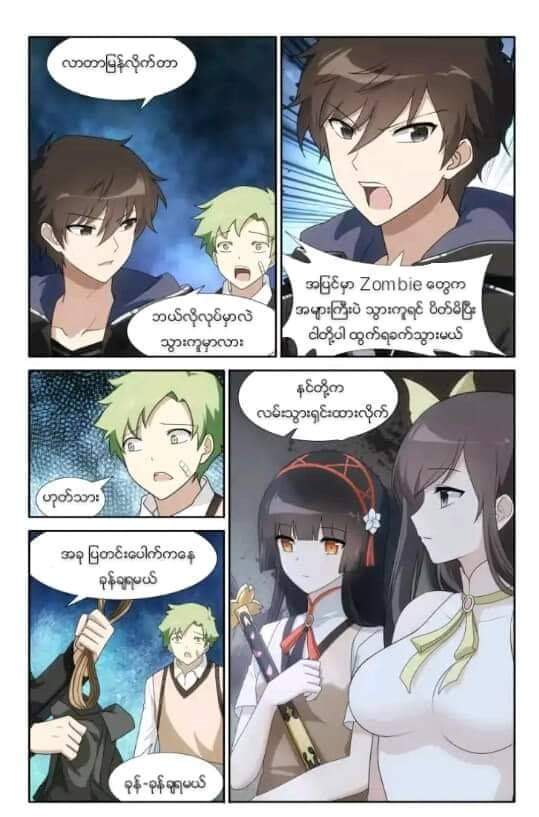 လာတာမြန်လိုက်တာ
ဘယ်လိုလုပ်မှာလဲ
သွားကူမှာလား
အပြင်မှာ Zombie တွေက
အများကြီးပဲ သွားကူရင် ပိတ်မိပြီး
ငါတို့ပါ ထွက်ရခက်သွားမယ်
ဟုတ်သား
နင်တို့က
လမ်းသွားရှင်းထားလိုက်
အခု ပြတင်းပေါက်ကနေ
ခုန်ချရမယ်
ခုန်-ခုန်ချရမယ်